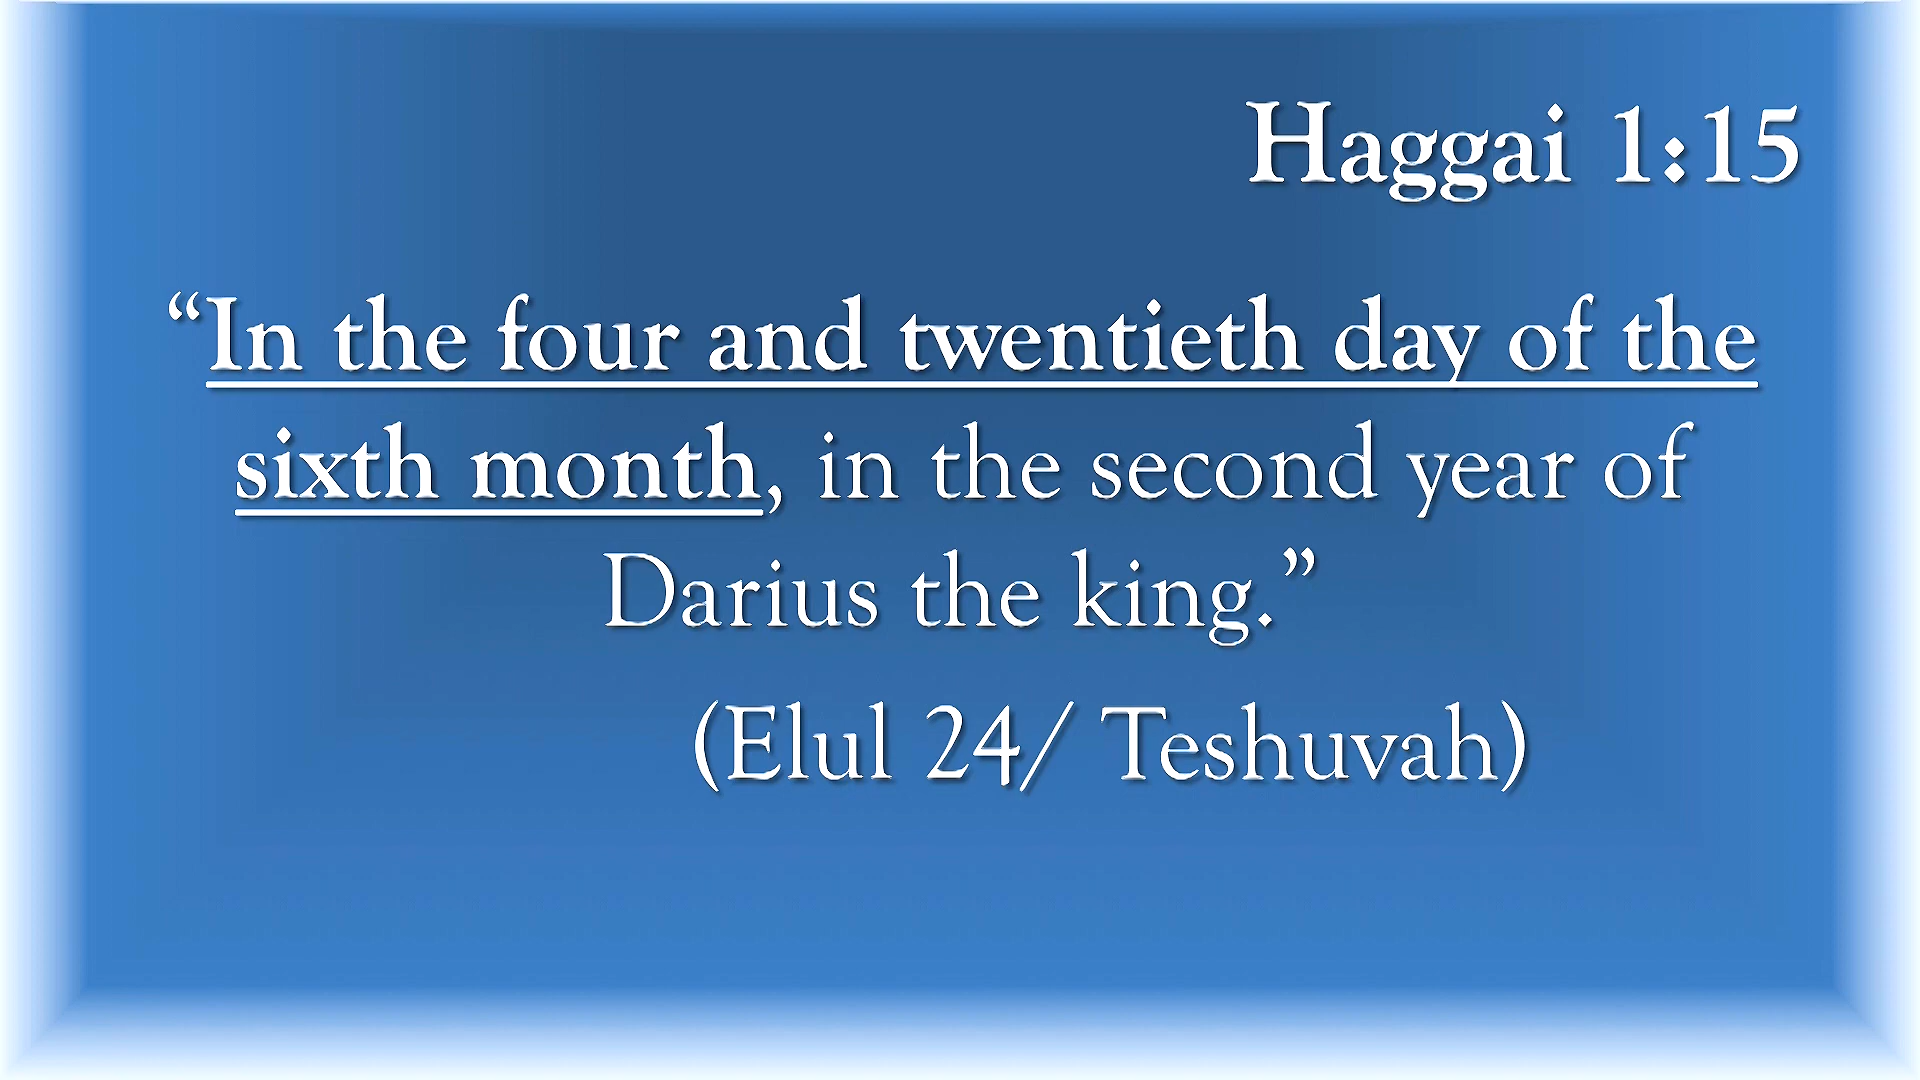 Haggai 1:15
“In the four and twentieth day of the
sixth month, in the second year of
Darius the king.”
(Elul 24/ Teshuvah)